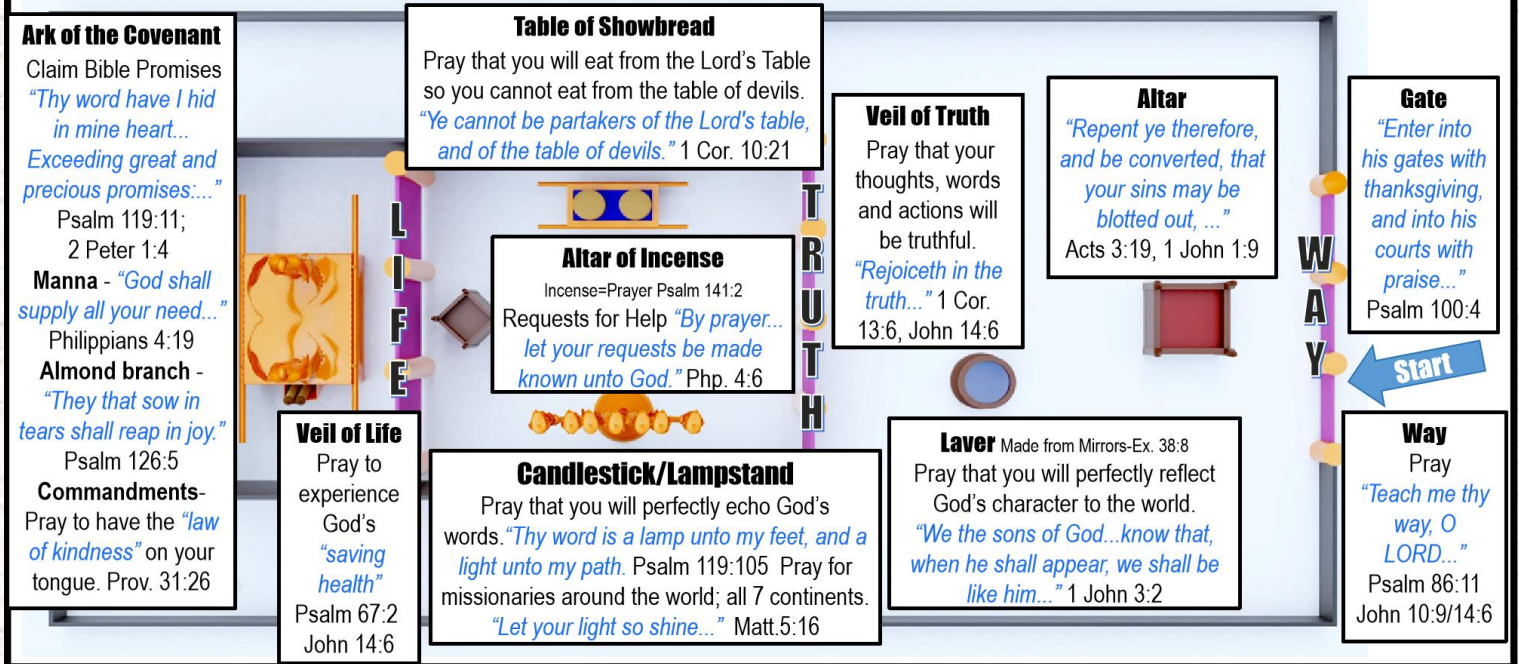 Ark of the Covenant
Claim Bible Promises
“Thy word have I hid
in mine heart...
Exceeding great and
precious promises:...”
Psalm 119:11;
2 Peter 1:4
Manna - “God shall
supply all your need...”
Philippians 4:19
Almond branch -
“They that sow in
tears shall reap in joy.”
Psalm 126:5
Commandments-
Pray to have the “law
of kindness” on your
tongue. Prov. 31:26
Table of Showbread
Pray that you will eat from the Lord’s Table
so you cannot eat from the table of devils.
“Ye cannot be partakers of the Lord's table,
and of the table of devils.” 1 Cor. 10:21
Veil of Truth
Pray that your
thoughts, words
and actions will
be truthful.
“Rejoiceth in the
truth...” 1 Cor.
13:6, John 14:6
Altar
“Repent ye therefore,
and be converted, that
your sins may be
blotted out, ...”
Acts 3:19, 1 John 1:9
Gate
“Enter into
his gates with
thanksgiving,
and into his
courts with
praise...”
Psalm 100:4
LIFE
Altar of Incense
Incense=Prayer Psalm 141:2
Requests for Help “By prayer...
let your requests be made
known unto God.” Php. 4:6
TRUTH
WAY
Start
Veil of Life
Pray to
experience
God’s
“saving
health”
Psalm 67:2
John 14:6
Candlestick/Lampstand
Pray that you will perfectly echo God’s
words.“Thy word is a lamp unto my feet, and a
light unto my path. Psalm 119:105 Pray for
missionaries around the world; all 7 continents.
“Let your light so shine...” Matt.5:16
Laver Made from Mirrors-Ex. 38:8
Pray that you will perfectly reflect
God’s character to the world.
“We the sons of God...know that,
when he shall appear, we shall be
like him...” 1 John 3:2
Way
Pray
“Teach me thy
way, O
LORD...”
Psalm 86:11
John 10:9/14:6